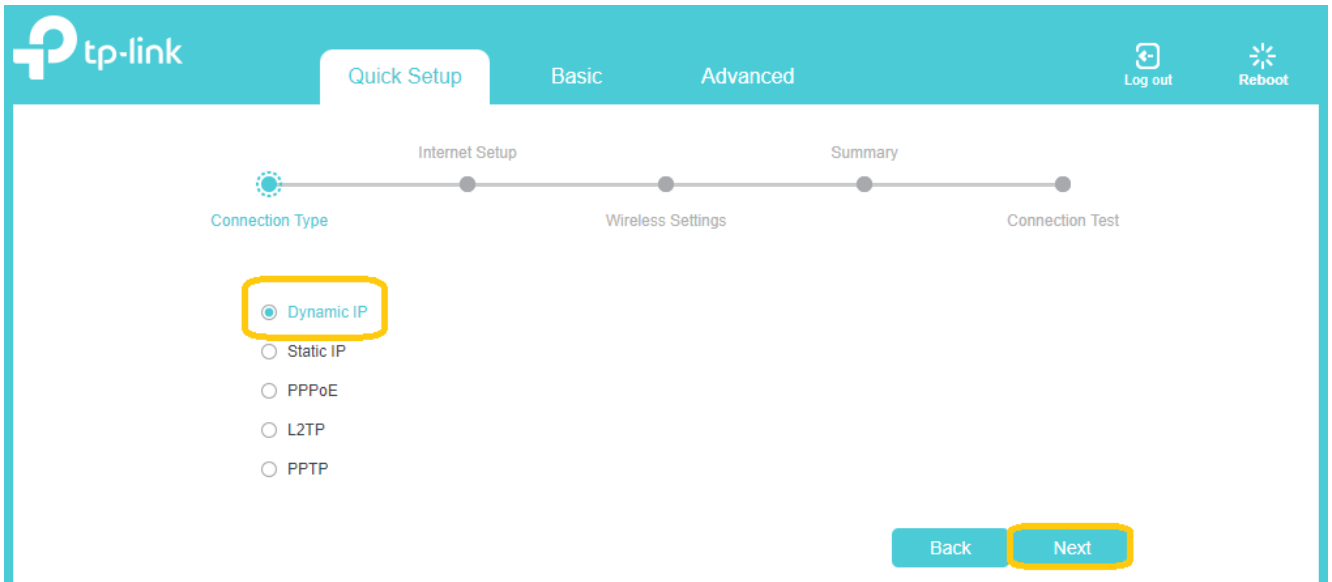 tp-link
Quick Setup Basic Advanced
Log out Reboot
Internet Setup Summary
Connection Type Wireless Settings Connection Test
Dynamic IP
Static IP
PPPoE
L2TP
PPTP
Back Next